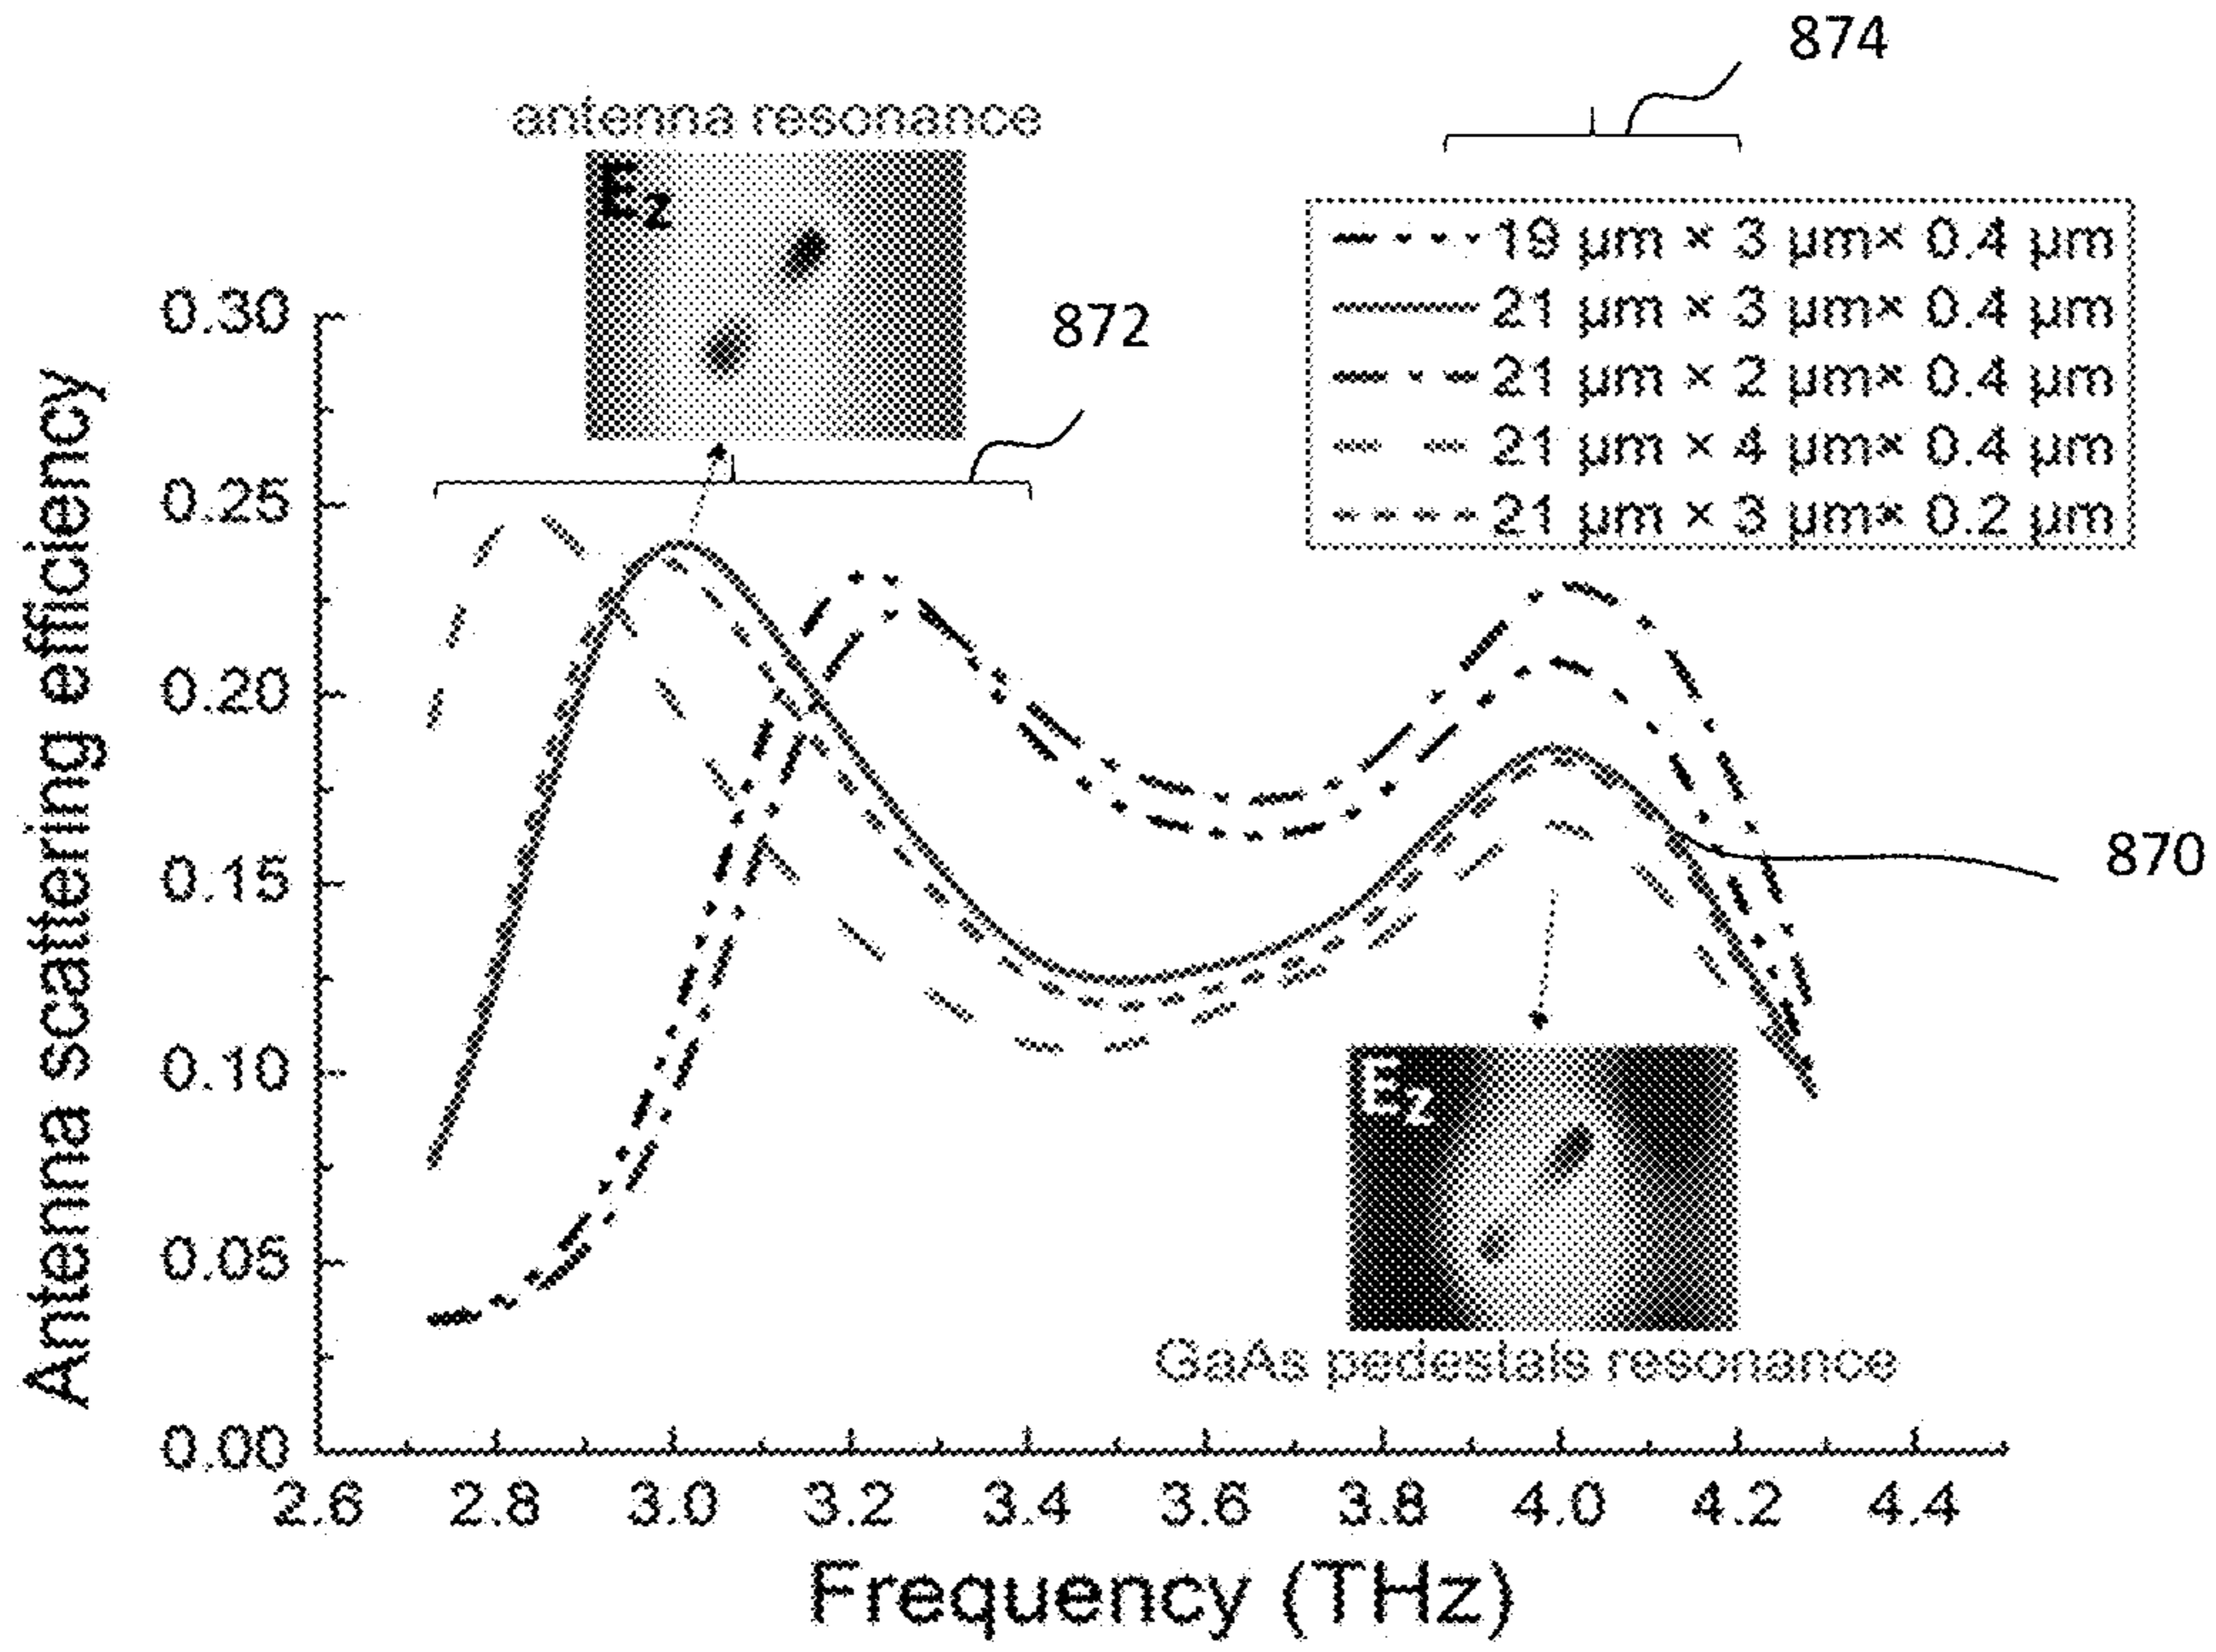 874
antenna resonance
Ez
872
19 µm × 3 µm× 0.4 µm
21 µm × 3 µm× 0.4 µm
21 µm × 2 µm× 0.4 µm
21 µm × 4 µm× 0.4 µm
21 µm × 3 µm× 0.2 µm
0.30
0.25
0.20
0.15
0.10
0.05
0.00
Antenna scattering efficiency
870
Ez
GaAs pedestals resonance
2.6 2.8 3.0 3.2 3.4 3.6 3.8 4.0 4.2 4.4
Frequency (THz)